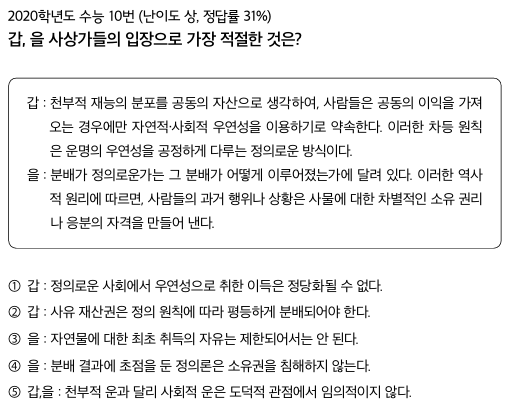 2020학년도 수능 10번 (난이도 상, 정답률 31%)
갑, 을 사상가들의 입장으로 가장 적절한 것은?
갑 : 천부적 재능의 분포를 공동의 자산으로 생각하여, 사람들은 공동의 이익을 가져
오는 경우에만 자연적·사회적 우연성을 이용하기로 약속한다. 이러한 차등 원칙
은 운명의 우연성을 공정하게 다루는 정의로운 방식이다.
을 : 분배가 정의로운가는 그 분배가 어떻게 이루어졌는가에 달려 있다. 이러한 역사
적 원리에 따르면, 사람들의 과거 행위나 상황은 사물에 대한 차별적인 소유 권리
나 응분의 자격을 만들어 낸다.
① 갑 : 정의로운 사회에서 우연성으로 취한 이득은 정당화될 수 없다.
② 갑 : 사유 재산권은 정의 원칙에 따라 평등하게 분배되어야 한다.
③ 을 : 자연물에 대한 최초 취득의 자유는 제한되어서는 안 된다.
④ 을 : 분배 결과에 초점을 둔 정의론은 소유권을 침해하지 않는다.
⑤ 갑,을 : 천부적 운과 달리 사회적 운은 도덕적 관점에서 임의적이지 않다.